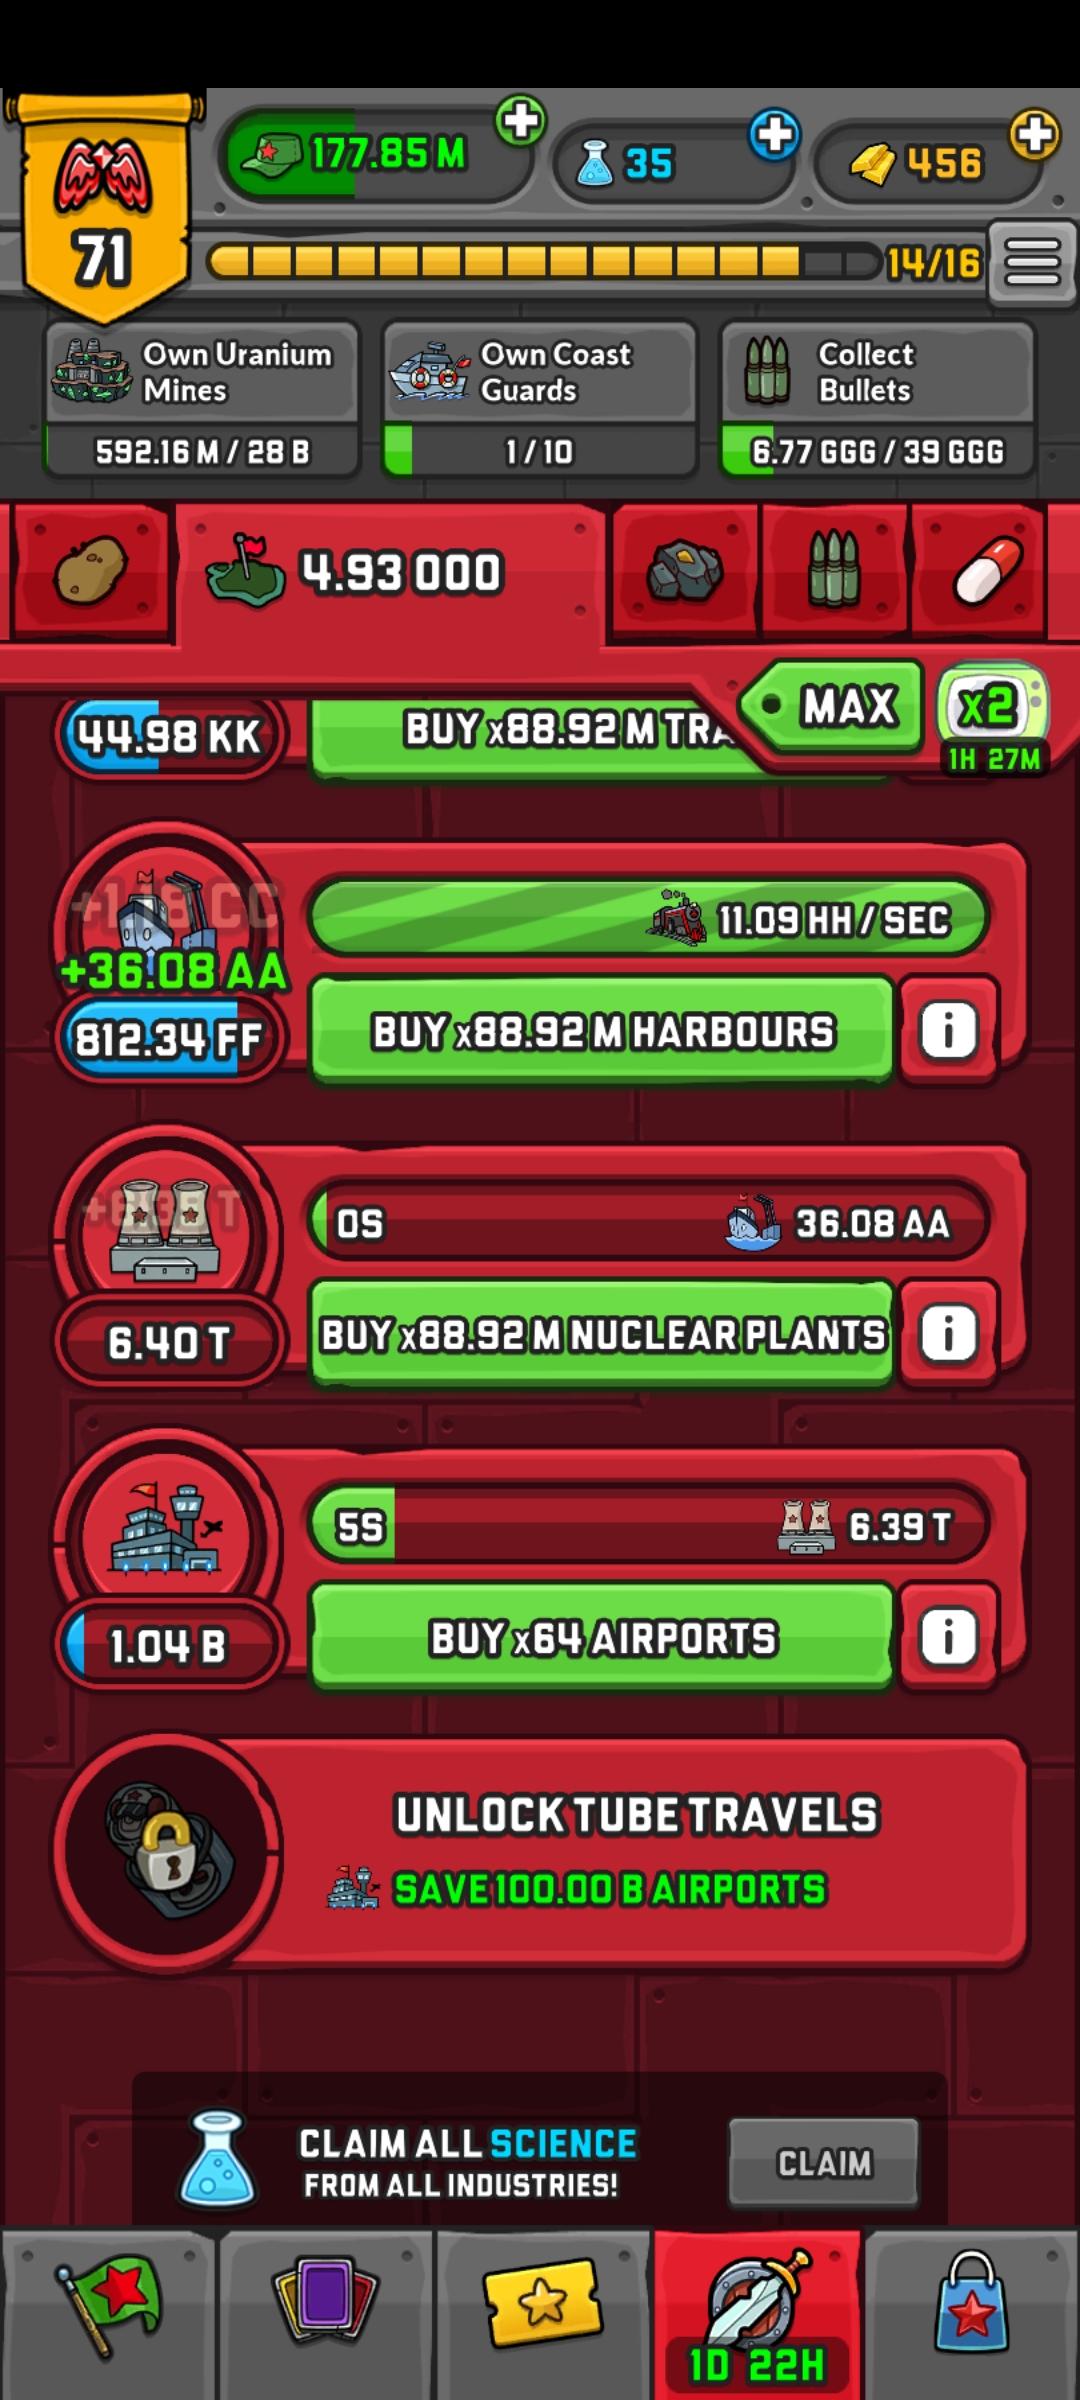 177.85 M
35
456
71
14/16
Own Uranium
Mines
592.16 M / 28 B
Own Coast
Guards
1 / 10
Collect
Bullets
6.77 GGG / 39 GGG
4.93 000
MAX
x2
1H 27M
44.98 KK
BUY x88.92 M TRA
11.09 HH / SEC
+36.08 AA
812.34 FF
BUY x88.92 M HARBOURS
0S
36.08 AA
6.40 T
BUY x88.92 M NUCLEAR PLANTS
5S
6.39 T
1.04 B
BUY x64 AIRPORTS
UNLOCK TUBE TRAVELS
SAVE 100.00 B AIRPORTS
CLAIM ALL SCIENCE
FROM ALL INDUSTRIES!
CLAIM
1D 22H